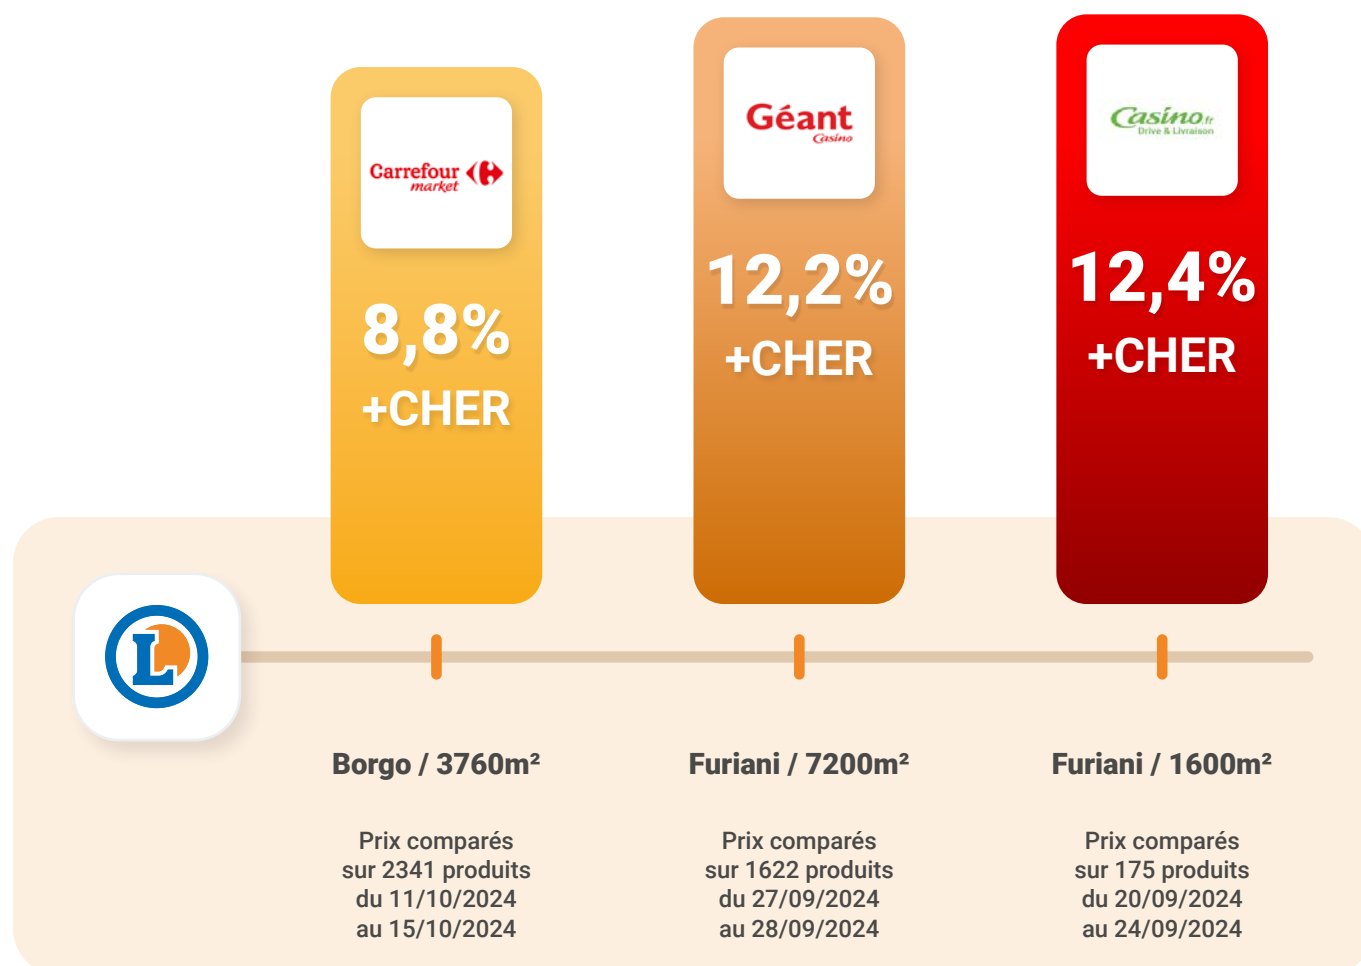 Carrefour
market
8,8%
+CHER
Géant
Casino
12,2%
+CHER
Casino.fr
Drive & Livraison
12,4%
+CHER
L
Borgo / 3760m²
Prix comparés
sur 2341 produits
du 11/10/2024
au 15/10/2024
Furiani / 7200m²
Prix comparés
sur 1622 produits
du 27/09/2024
au 28/09/2024
Furiani / 1600m²
Prix comparés
sur 175 produits
du 20/09/2024
au 24/09/2024